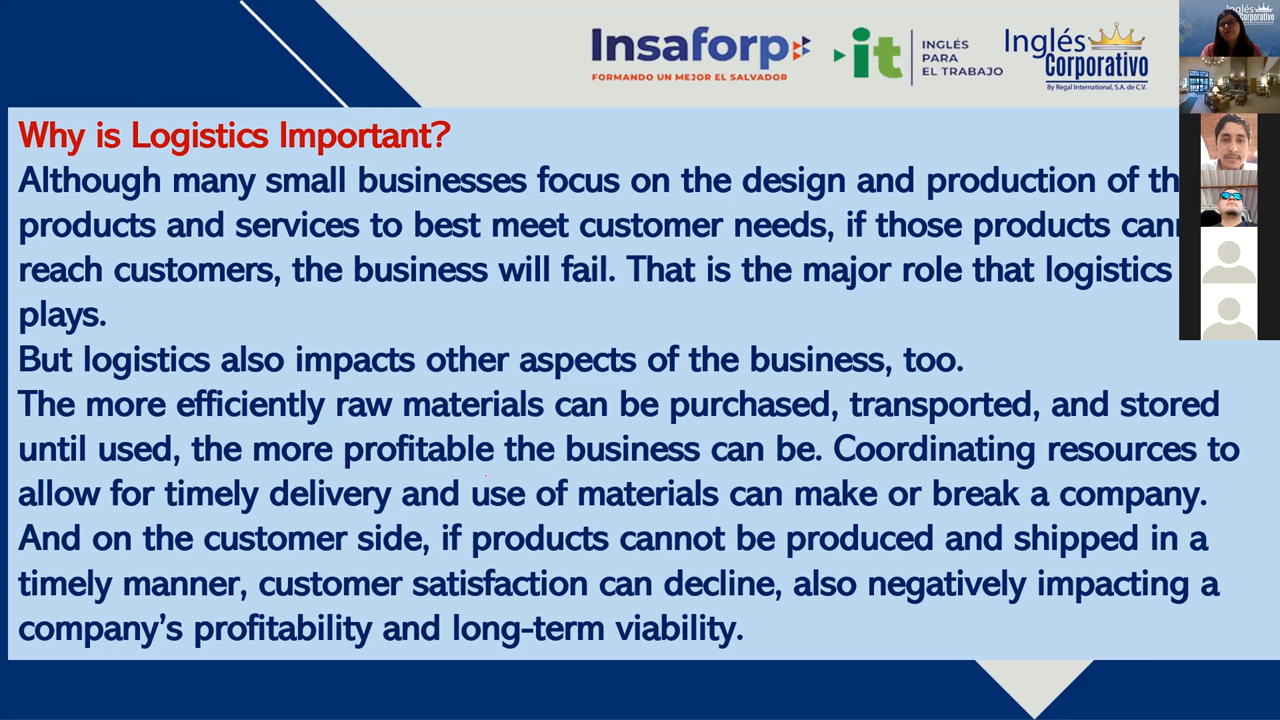 Insaforp
FORMANDO UN MEJOR EL SALVADOR
it
INGLÉS
PARA
EL TRABAJO
Inglés
Corporativo
By Regal International, S.A. de C.V.
Inglés
Corporativo
Why is Logistics Important?
Although many small businesses focus on the design and production of th
products and services to best meet customer needs, if those products can
reach customers, the business will fail. That is the major role that logistics
plays.
But logistics also impacts other aspects of the business, too.
The more efficiently raw materials can be purchased, transported, and stored
until used, the more profitable the business can be. Coordinating resources to
allow for timely delivery and use of materials can make or break a company.
And on the customer side, if products cannot be produced and shipped in a
timely manner, customer satisfaction can decline, also negatively impacting a
company’s profitability and long-term viability.